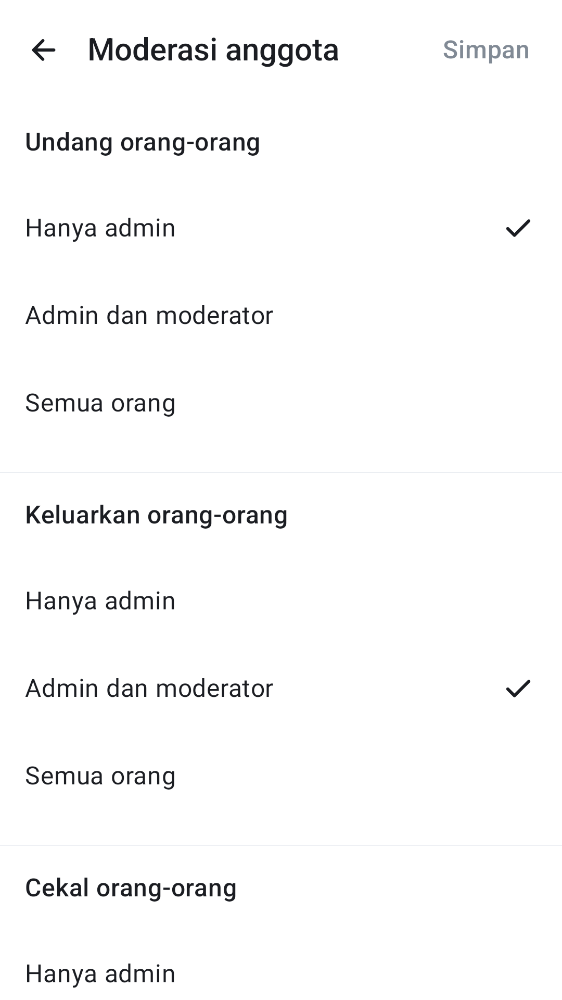 Moderasi anggota
Simpan
Undang orang-orang
Hanya admin
Admin dan moderator
Semua orang
Keluarkan orang-orang
Hanya admin
Admin dan moderator
Semua orang
Cekal orang-orang
Hanya admin